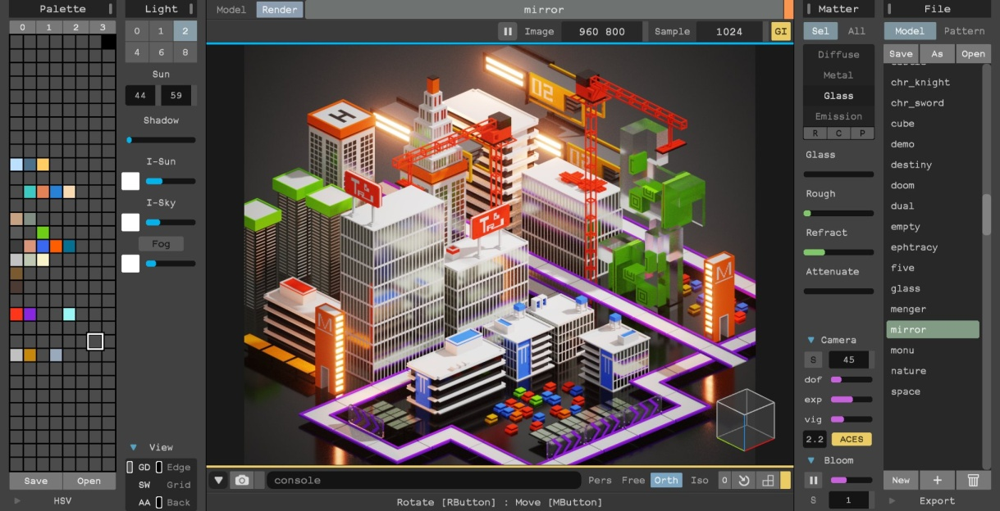 Palette
0 1 2 3
Save Open
HSV
Light
0 1 2
4 6 8
Sun
44 59
Shadow
I-Sun
I-Sky
Fog
View
GD Edge
SW Grid
AA Back
Model Render mirror
Image 960 800 Sample 1024 GI
02
H
T&RJ
T&RJ
M
M
console Pers Free Orth Iso 0
Rotate [RButton] : Move [MButton]
Matter
Sel All
Diffuse
Metal
Glass
Emission
R C P
Glass
Rough
Refract
Attenuate
Camera
S 45
dof
exp
vig
2.2 ACES
Bloom
S 1
File
Model Pattern
Save As Open
chr_knight
chr_sword
cube
demo
destiny
doom
dual
empty
ephtracy
five
glass
menger
mirror
monu
nature
space
New +
Export